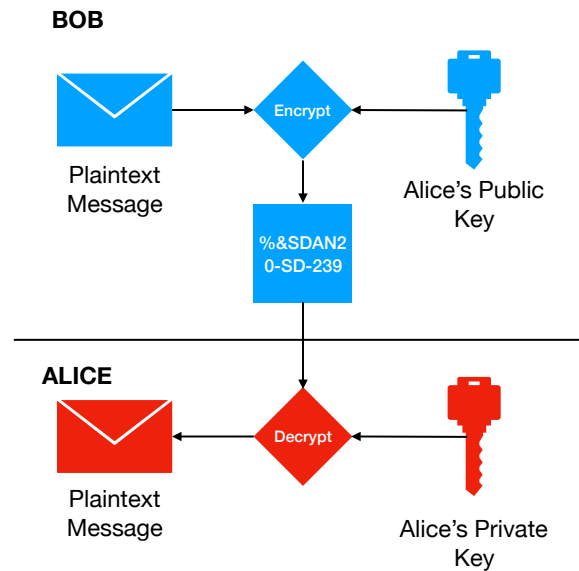 BOB
Encrypt
Plaintext
Message
Alice's Public
Key
%&SDAN2
0-SD-239
ALICE
Decrypt
Plaintext
Message
Alice's Private
Key